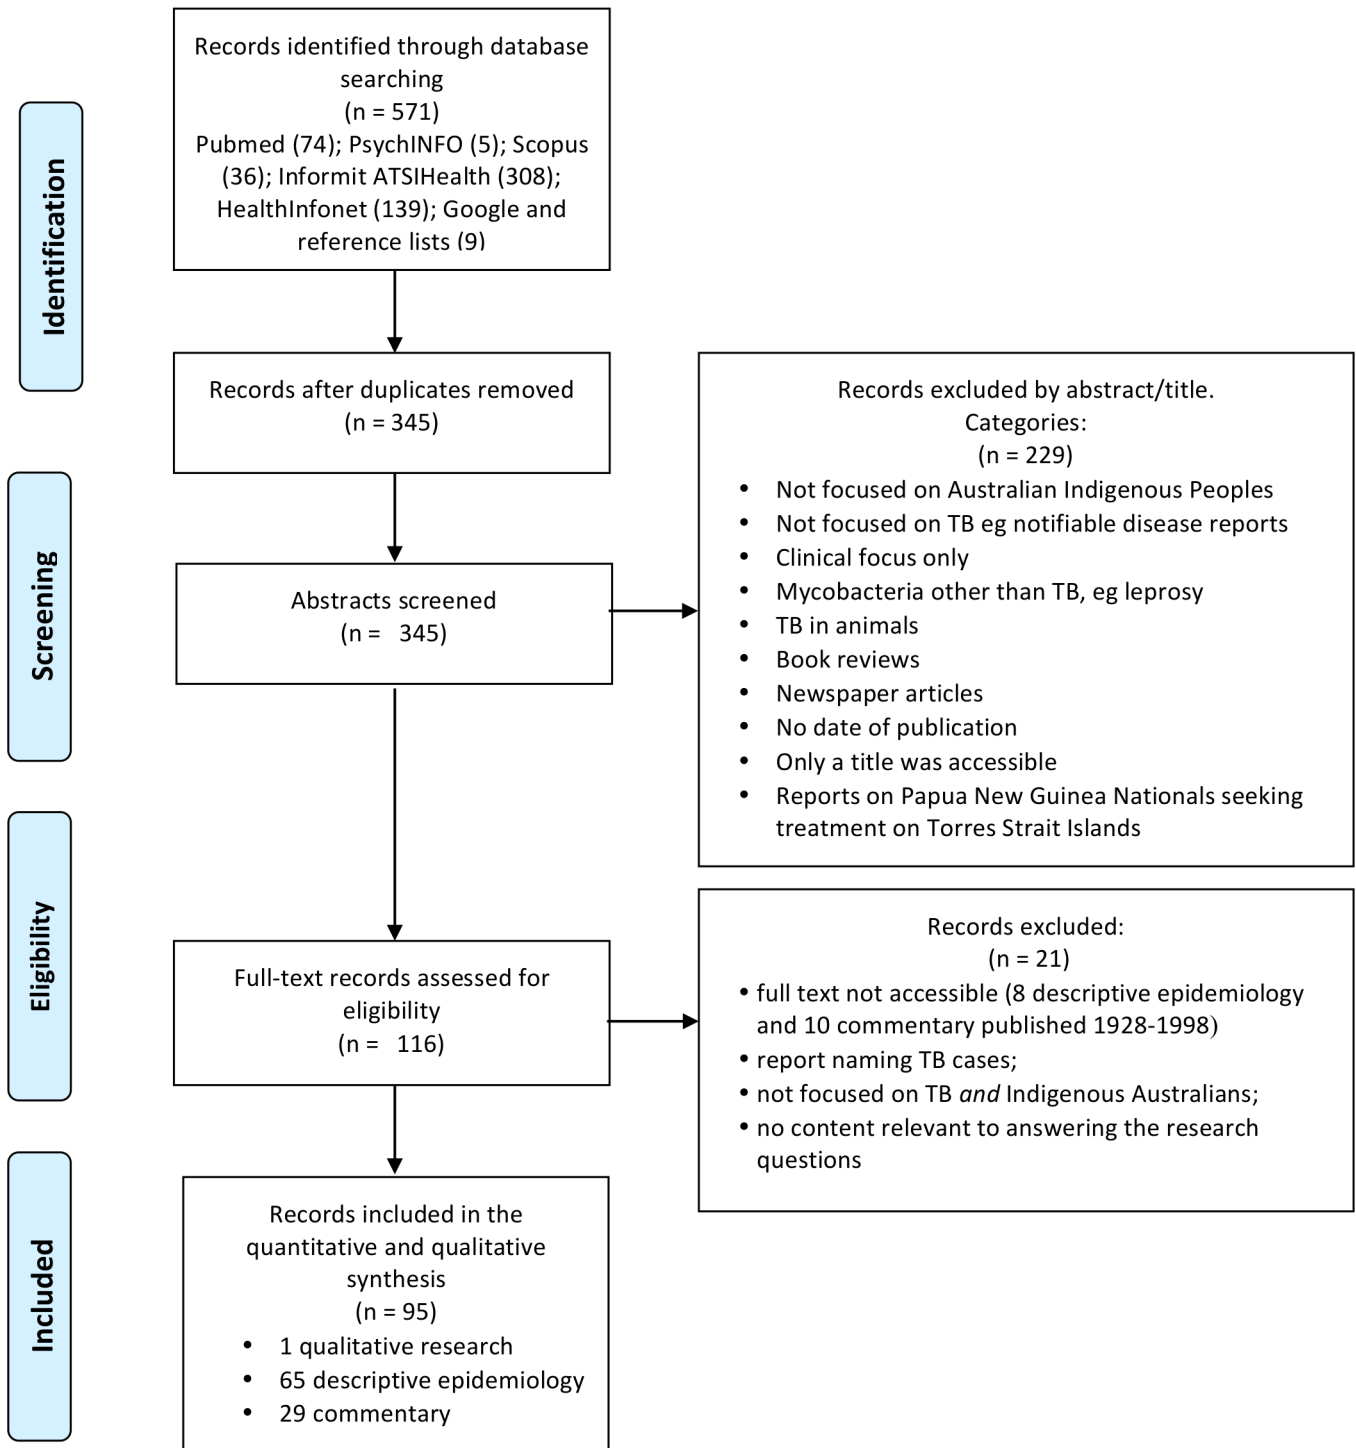 Identification
Records identified through database
searching
(n = 571)
Pubmed (74); PsychINFO (5); Scopus
(36); Informit ATSIHealth (308);
HealthInfonet (139); Google and
reference lists (9)
Records after duplicates removed
(n = 345)
Screening
Abstracts screened
(n =   345)
Records excluded by abstract/title.
Categories:
(n = 229)
• Not focused on Australian Indigenous Peoples
• Not focused on TB eg notifiable disease reports
• Clinical focus only
• Mycobacteria other than TB, eg leprosy
• TB in animals
• Book reviews
• Newspaper articles
• No date of publication
• Only a title was accessible
• Reports on Papua New Guinea Nationals seeking
treatment on Torres Strait Islands
Eligibility
Full-text records assessed for
eligibility
(n =   116)
Records excluded:
(n = 21)
• full text not accessible (8 descriptive epidemiology
and 10 commentary published 1928-1998)
• report naming TB cases;
• not focused on TB and Indigenous Australians;
• no content relevant to answering the research
questions
Included
Records included in the
quantitative and qualitative
synthesis
(n = 95)
• 1 qualitative research
• 65 descriptive epidemiology
• 29 commentary